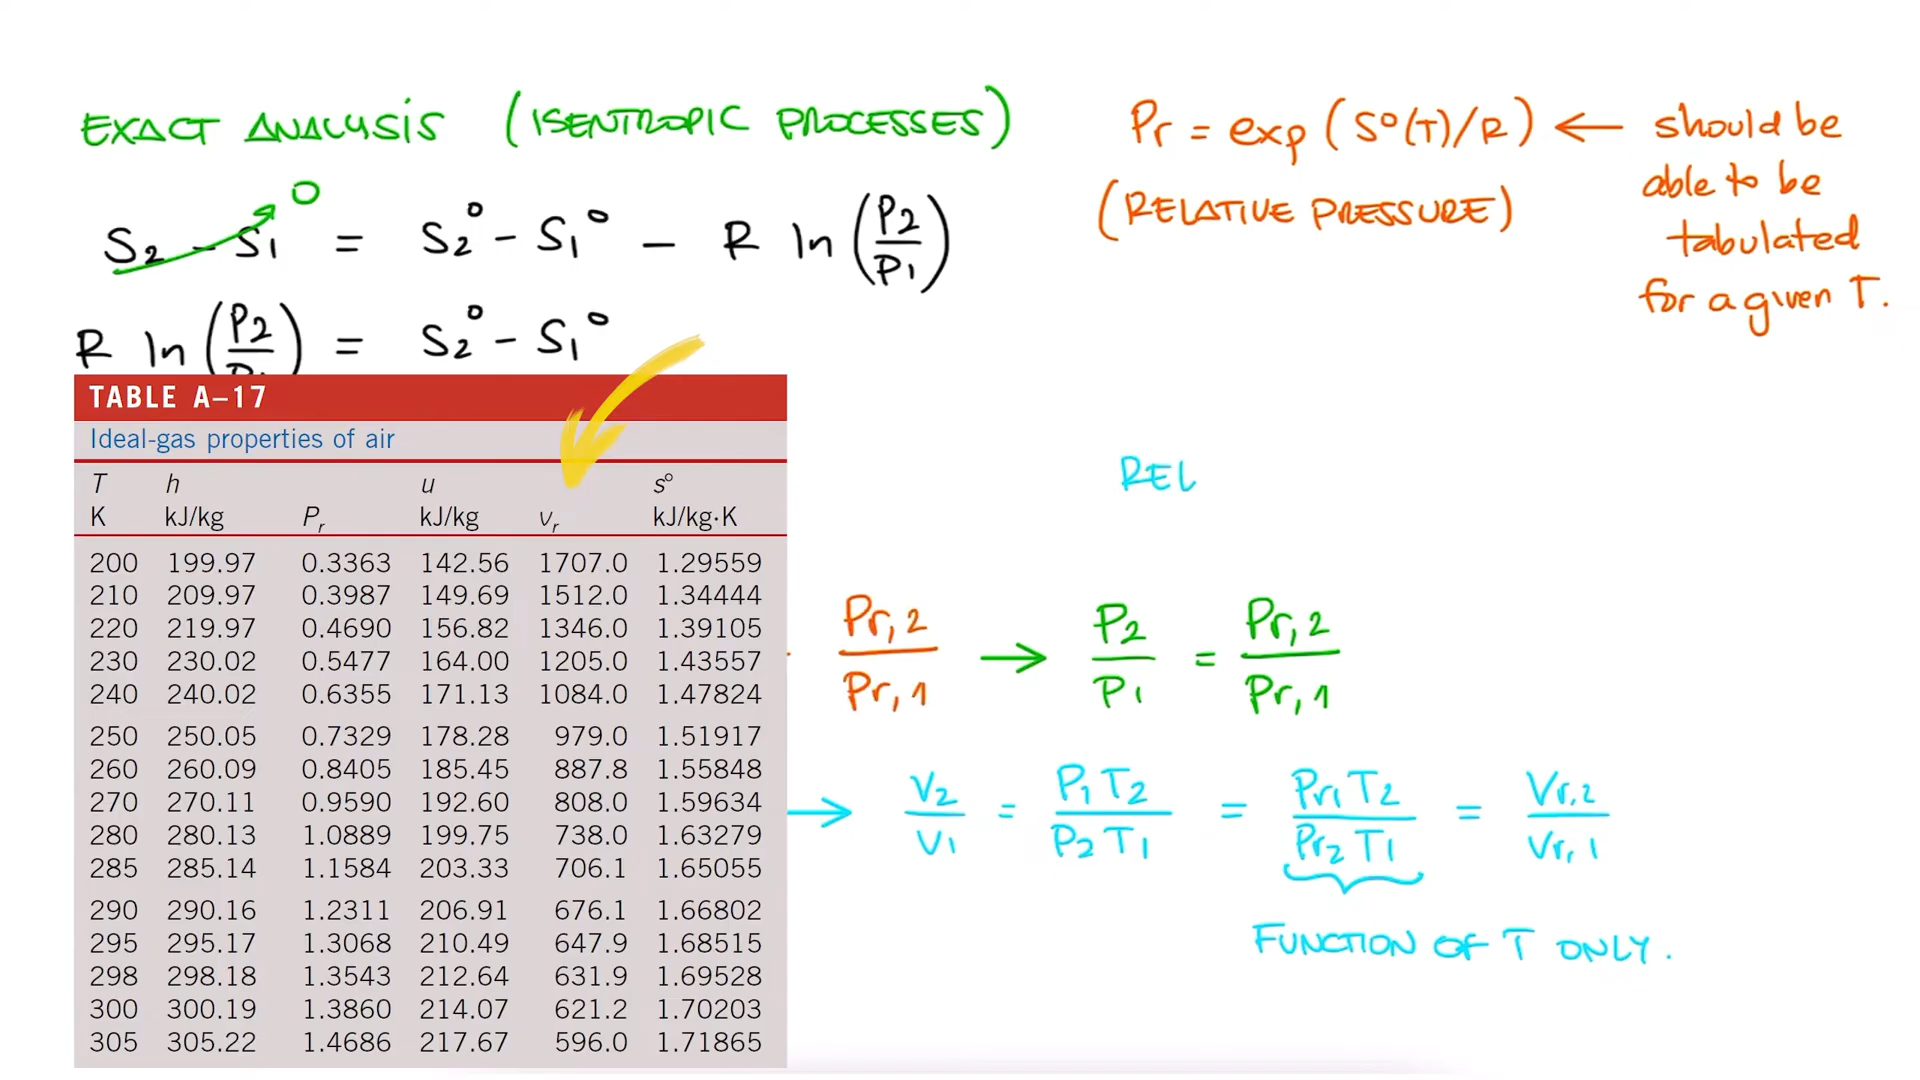 EXACT ANALYSIS (ISENTROPIC PROCESSES)
S2 - S1 → 0 = S2° - S1° - R ln (P2/P1)
R ln (P2/P1) = S2° - S1°
Pr = exp (S°(T)/R) ← should be
able to be
tabulated
for a given T.
(RELATIVE PRESSURE)
TABLE A–17
Ideal-gas properties of air
T h u s°
K kJ/kg Pr kJ/kg vr kJ/kg·K
200 199.97 0.3363 142.56 1707.0 1.29559
210 209.97 0.3987 149.69 1512.0 1.34444
220 219.97 0.4690 156.82 1346.0 1.39105
230 230.02 0.5477 164.00 1205.0 1.43557
240 240.02 0.6355 171.13 1084.0 1.47824
250 250.05 0.7329 178.28 979.0 1.51917
260 260.09 0.8405 185.45 887.8 1.55848
270 270.11 0.9590 192.60 808.0 1.59634
280 280.13 1.0889 199.75 738.0 1.63279
285 285.14 1.1584 203.33 706.1 1.65055
290 290.16 1.2311 206.91 676.1 1.66802
295 295.17 1.3068 210.49 647.9 1.68515
298 298.18 1.3543 212.64 631.9 1.69528
300 300.19 1.3860 214.07 621.2 1.70203
305 305.22 1.4686 217.67 596.0 1.71865
REL
Pr,2/Pr,1 → P2/P1 = Pr,2/Pr,1
→ V2/V1 = P1 T2/P2 T1 = Pr1 T2/Pr2 T1 = Vr,2/Vr,1
FUNCTION OF T ONLY.